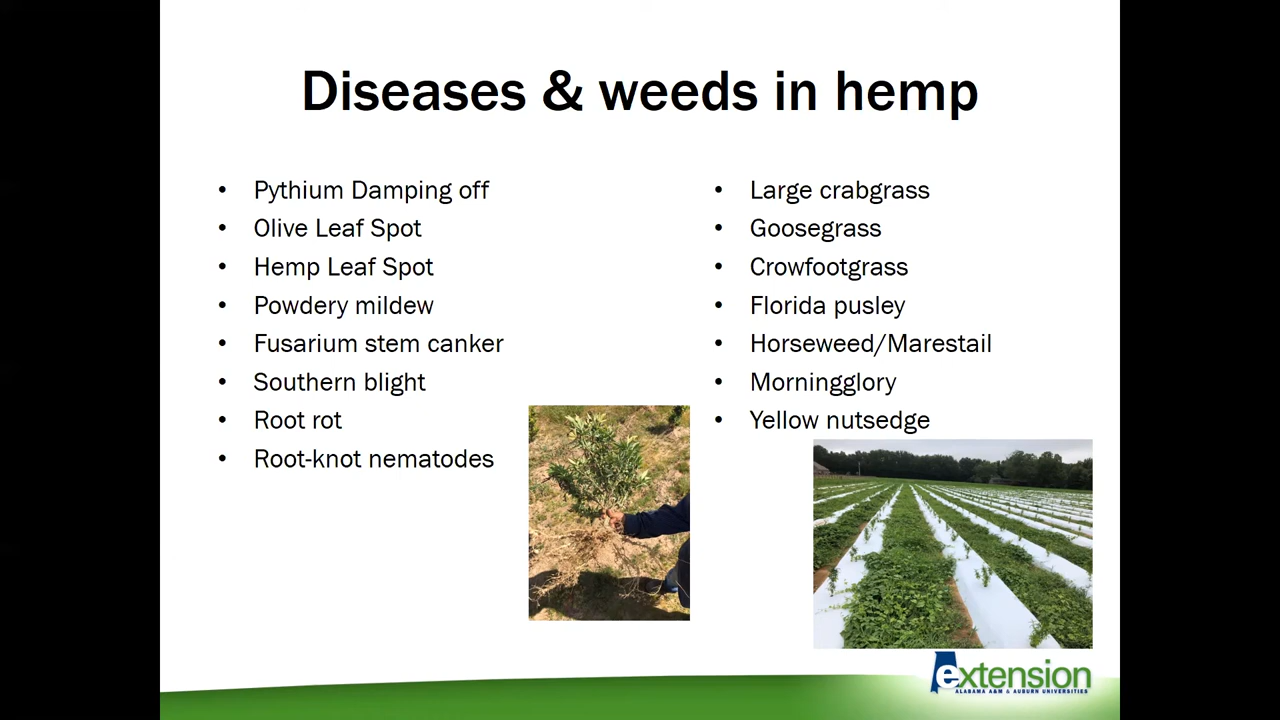 Diseases & weeds in hemp
• Pythium Damping off
• Olive Leaf Spot
• Hemp Leaf Spot
• Powdery mildew
• Fusarium stem canker
• Southern blight
• Root rot
• Root-knot nematodes
• Large crabgrass
• Goosegrass
• Crowfootgrass
• Florida pusley
• Horseweed/Marestail
• Morningglory
• Yellow nutsedge
extension
ALABAMA A&M & AUBURN UNIVERSITIES